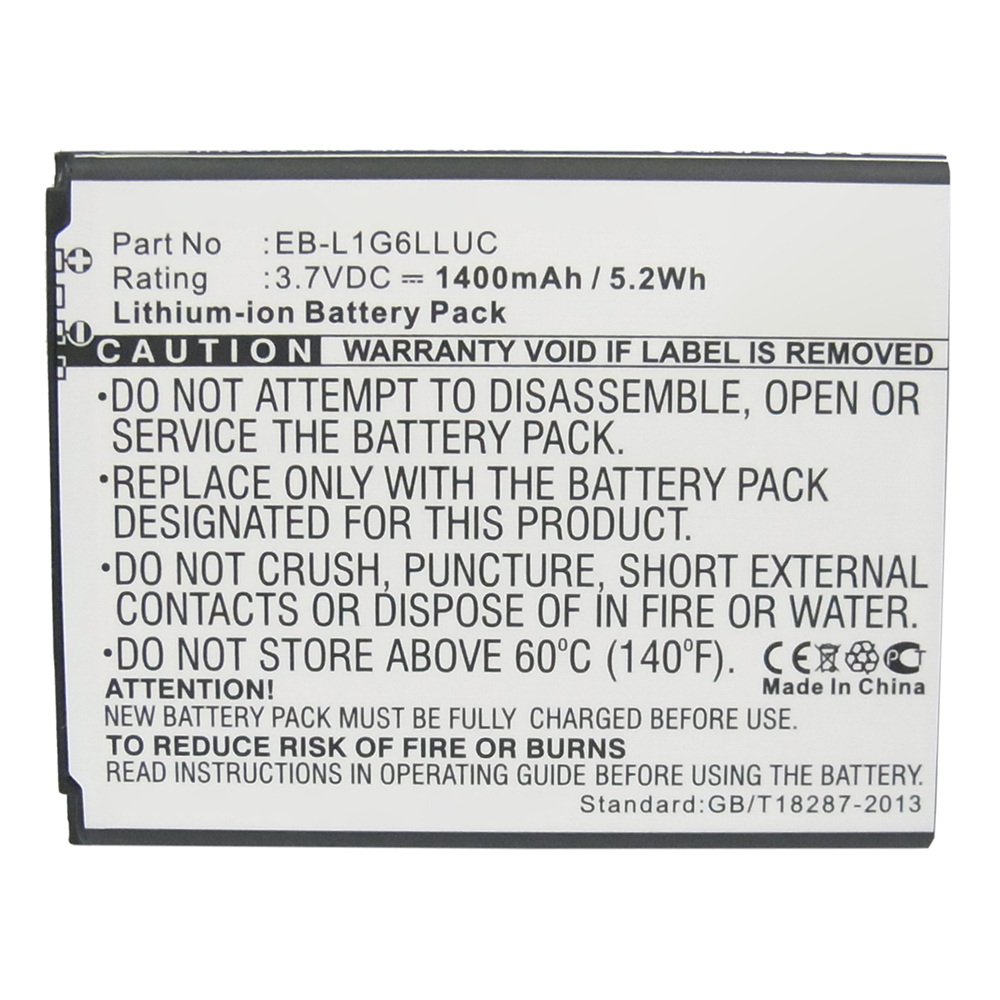 Part No :EB-L1G6LLUC
Rating :3.7VDC ⎓ 1400mAh / 5.2Wh
Lithium-ion Battery Pack
CAUTION WARRANTY VOID IF LABEL IS REMOVED
·DO NOT ATTEMPT TO DISASSEMBLE, OPEN OR
SERVICE THE BATTERY PACK.
·REPLACE ONLY WITH THE BATTERY PACK
DESIGNATED FOR THIS PRODUCT.
·DO NOT CRUSH, PUNCTURE, SHORT EXTERNAL
CONTACTS OR DISPOSE OF IN FIRE OR WATER.
·DO NOT STORE ABOVE 60°C (140°F). CE PCT
Made In China
ATTENTION!
NEW BATTERY PACK MUST BE FULLY CHARGED BEFORE USE.
TO REDUCE RISK OF FIRE OR BURNS
READ INSTRUCTIONS IN OPERATING GUIDE BEFORE USING THE BATTERY.
Standard:GB/T18287-2013